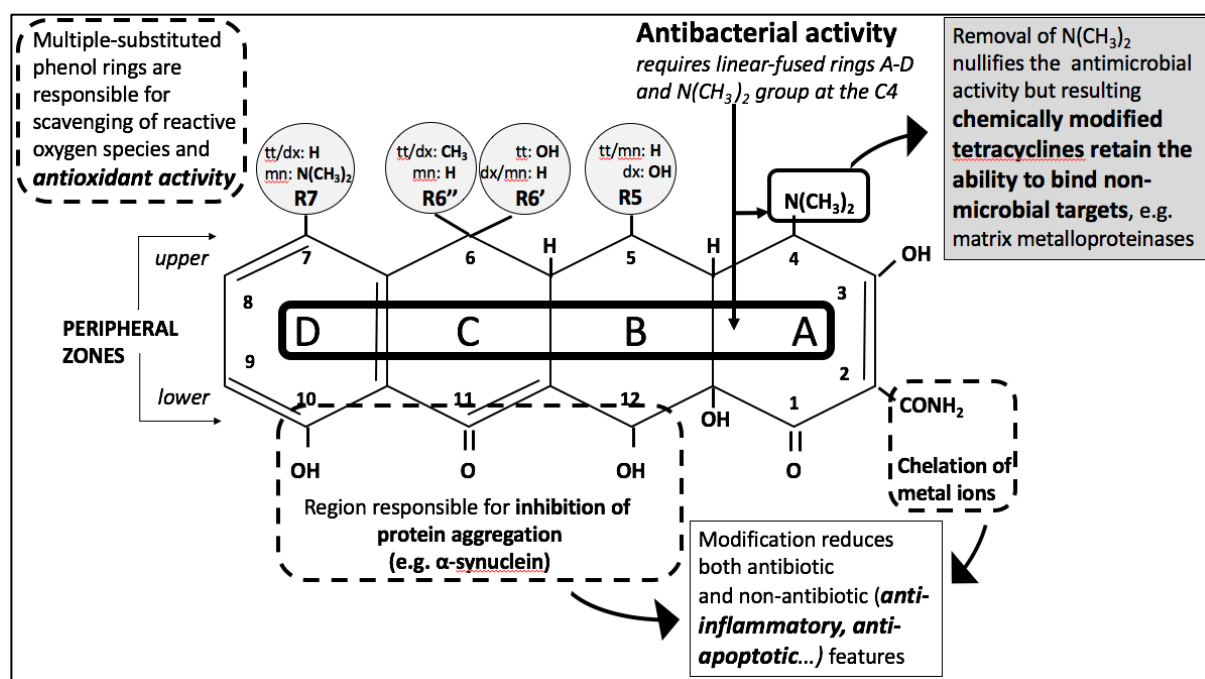 Multiple-substituted
phenol rings are
responsible for
scavenging of reactive
oxygen species and
antioxidant activity
Antibacterial activity
requires linear-fused rings A-D
and N(CH3)2 group at the C4
Removal of N(CH3)2
nullifies the antimicrobial
activity but resulting
chemically modified
tetracyclines retain the
ability to bind non-
microbial targets, e.g.
matrix metalloproteinases
tt/dx: H
mn: N(CH3)2
R7
tt/dx: CH3
mn: H
R6’’
tt: OH
dx/mn: H
R6’
tt/mn: H
dx: OH
R5
N(CH3)2
upper
PERIPHERAL
ZONES
lower
7
6
H
5
H
4
OH
8
3
D
C
B
A
9
2
10
11
12
1
OH
O
OH
OH
O
CONH2
Chelation of
metal ions
Region responsible for inhibition of
protein aggregation
(e.g. α-synuclein)
Modification reduces
both antibiotic
and non-antibiotic (anti-
inflammatory, anti-
apoptotic...) features